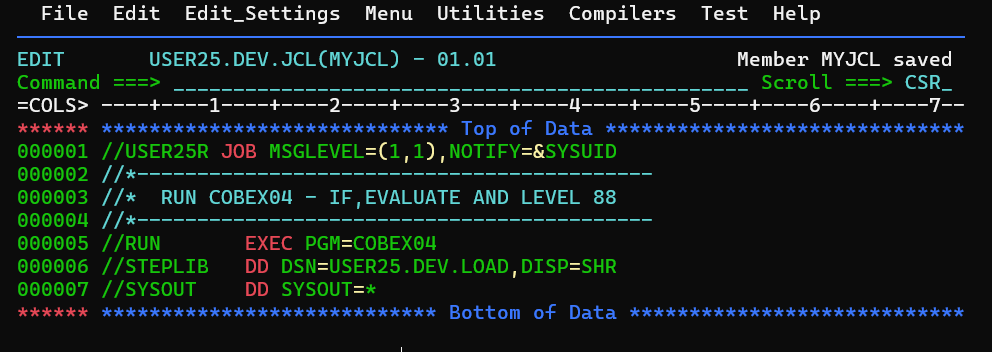 File  Edit  Edit_Settings  Menu  Utilities  Compilers  Test  Help
EDIT       USER25.DEV.JCL(MYJCL) - 01.01                    Member MYJCL saved
Command ===> ________________________________________________ Scroll ===> CSR_
=COLS> ----+----1----+----2----+----3----+----4----+----5----+----6----+----7--
****** ***************************** Top of Data ******************************
000001 //USER25R JOB MSGLEVEL=(1,1),NOTIFY=&SYSUID
000002 //*-------------------------------------------
000003 //*  RUN COBEX04 - IF,EVALUATE AND LEVEL 88
000004 //*-------------------------------------------
000005 //RUN       EXEC PGM=COBEX04
000006 //STEPLIB   DD DSN=USER25.DEV.LOAD,DISP=SHR
000007 //SYSOUT    DD SYSOUT=*
****** **************************** Bottom of Data ****************************